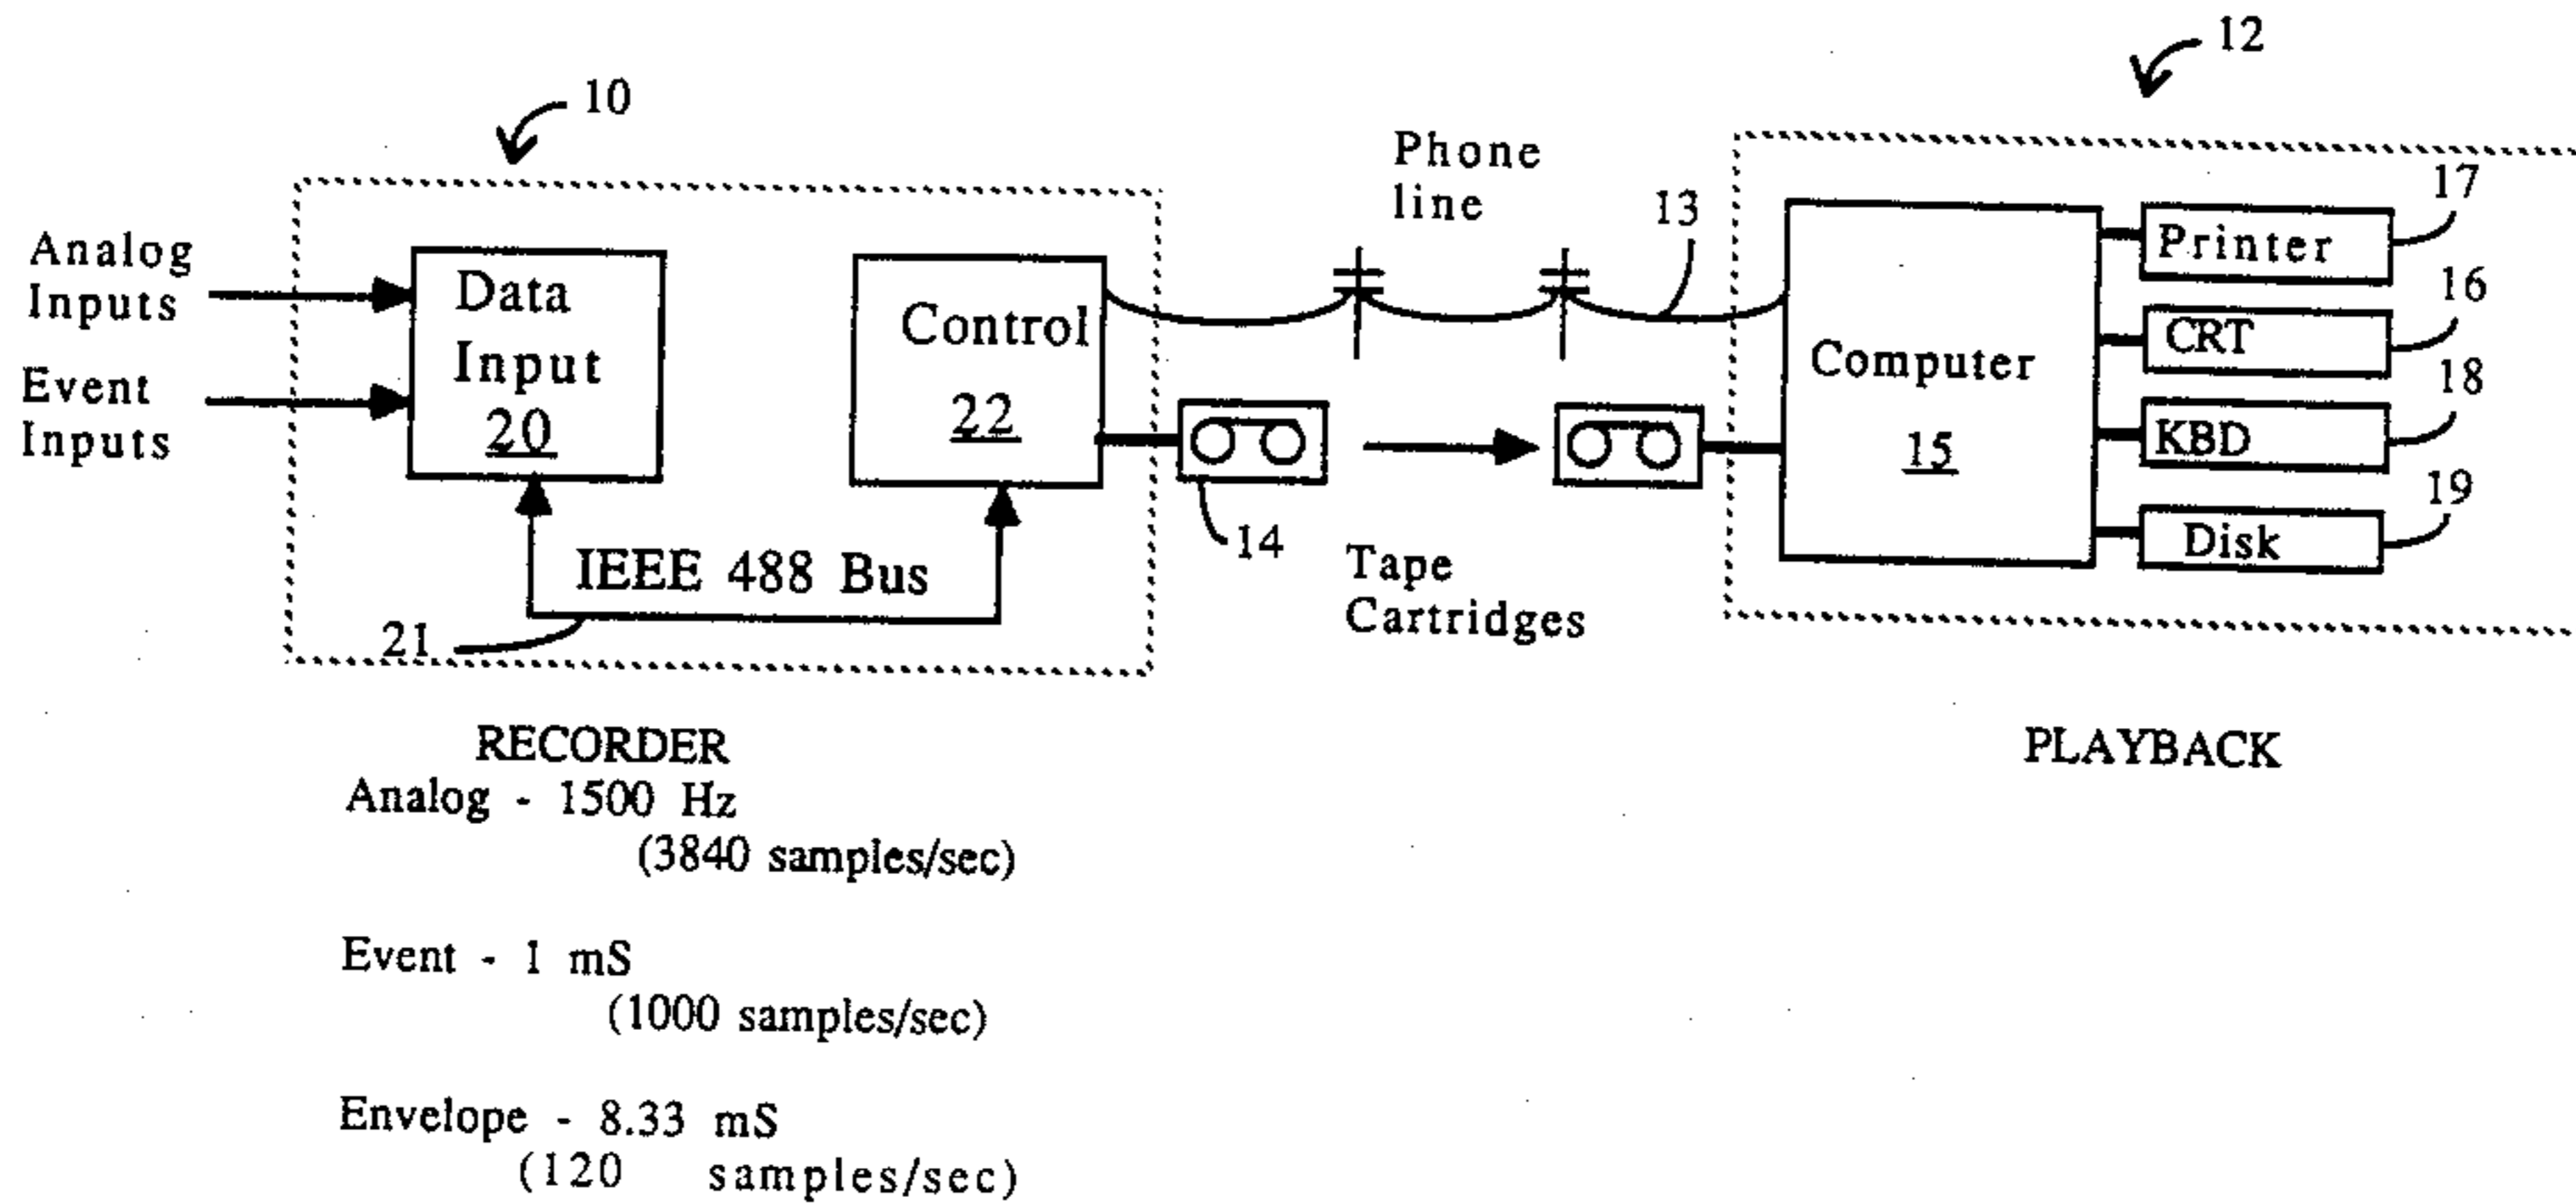 10
12
Analog
Inputs
Event
Inputs
Data
Input
20
Control
22
IEEE 488 Bus
21
Phone
line
13
14
Tape
Cartridges
Computer
15
Printer
17
CRT
16
KBD
18
Disk
19
RECORDER
Analog - 1500 Hz
(3840 samples/sec)
Event - 1 mS
(1000 samples/sec)
Envelope - 8.33 mS
(120 samples/sec)
PLAYBACK